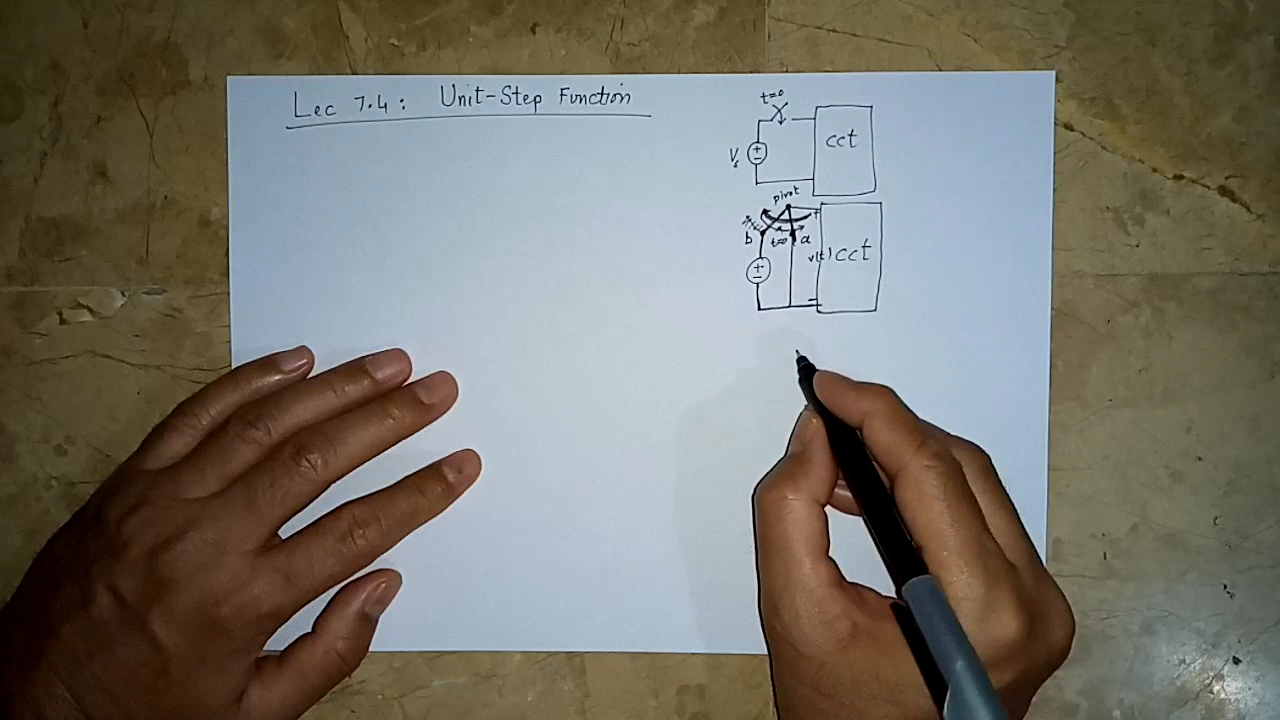 Lec 7.4: Unit-Step Function
t=0
Vs
+
−
cct
pivot
b
t=0
a
+
v(t)
−
+
−
cct